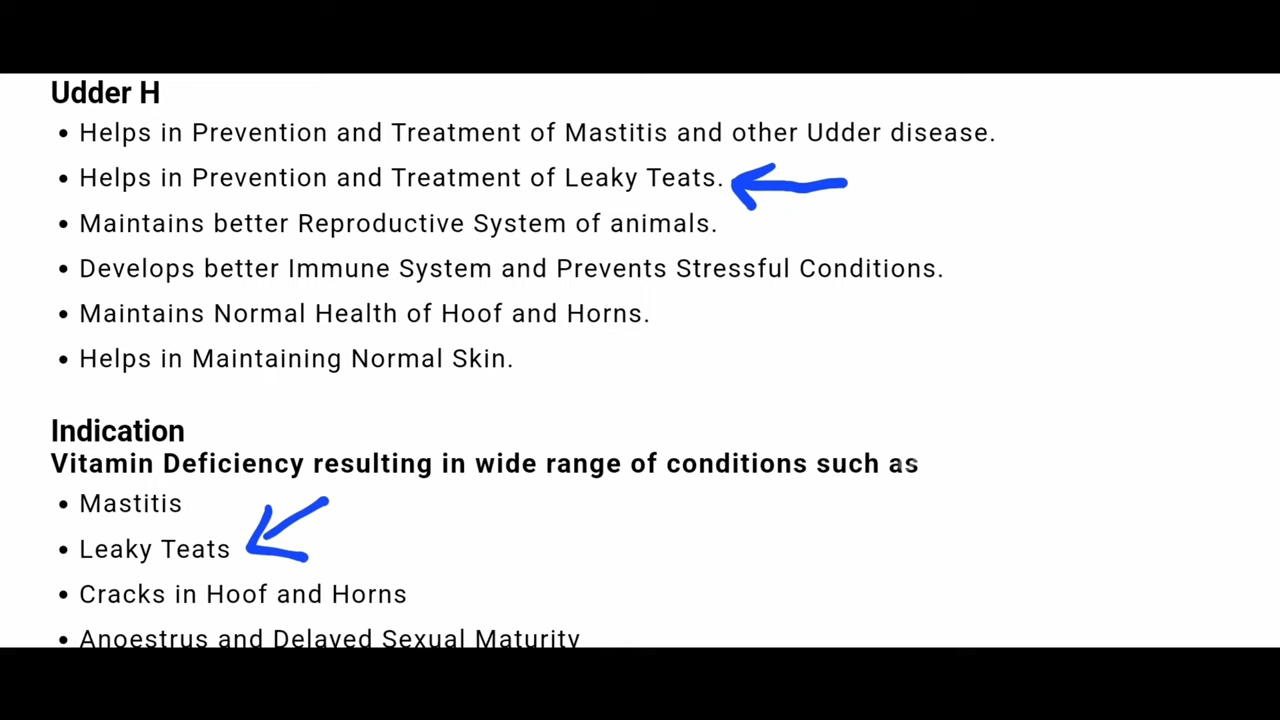 Udder H
• Helps in Prevention and Treatment of Mastitis and other Udder disease.
• Helps in Prevention and Treatment of Leaky Teats.
• Maintains better Reproductive System of animals.
• Develops better Immune System and Prevents Stressful Conditions.
• Maintains Normal Health of Hoof and Horns.
• Helps in Maintaining Normal Skin.
Indication
Vitamin Deficiency resulting in wide range of conditions such as
• Mastitis
• Leaky Teats
• Cracks in Hoof and Horns
• Anoestrus and Delayed Sexual Maturity